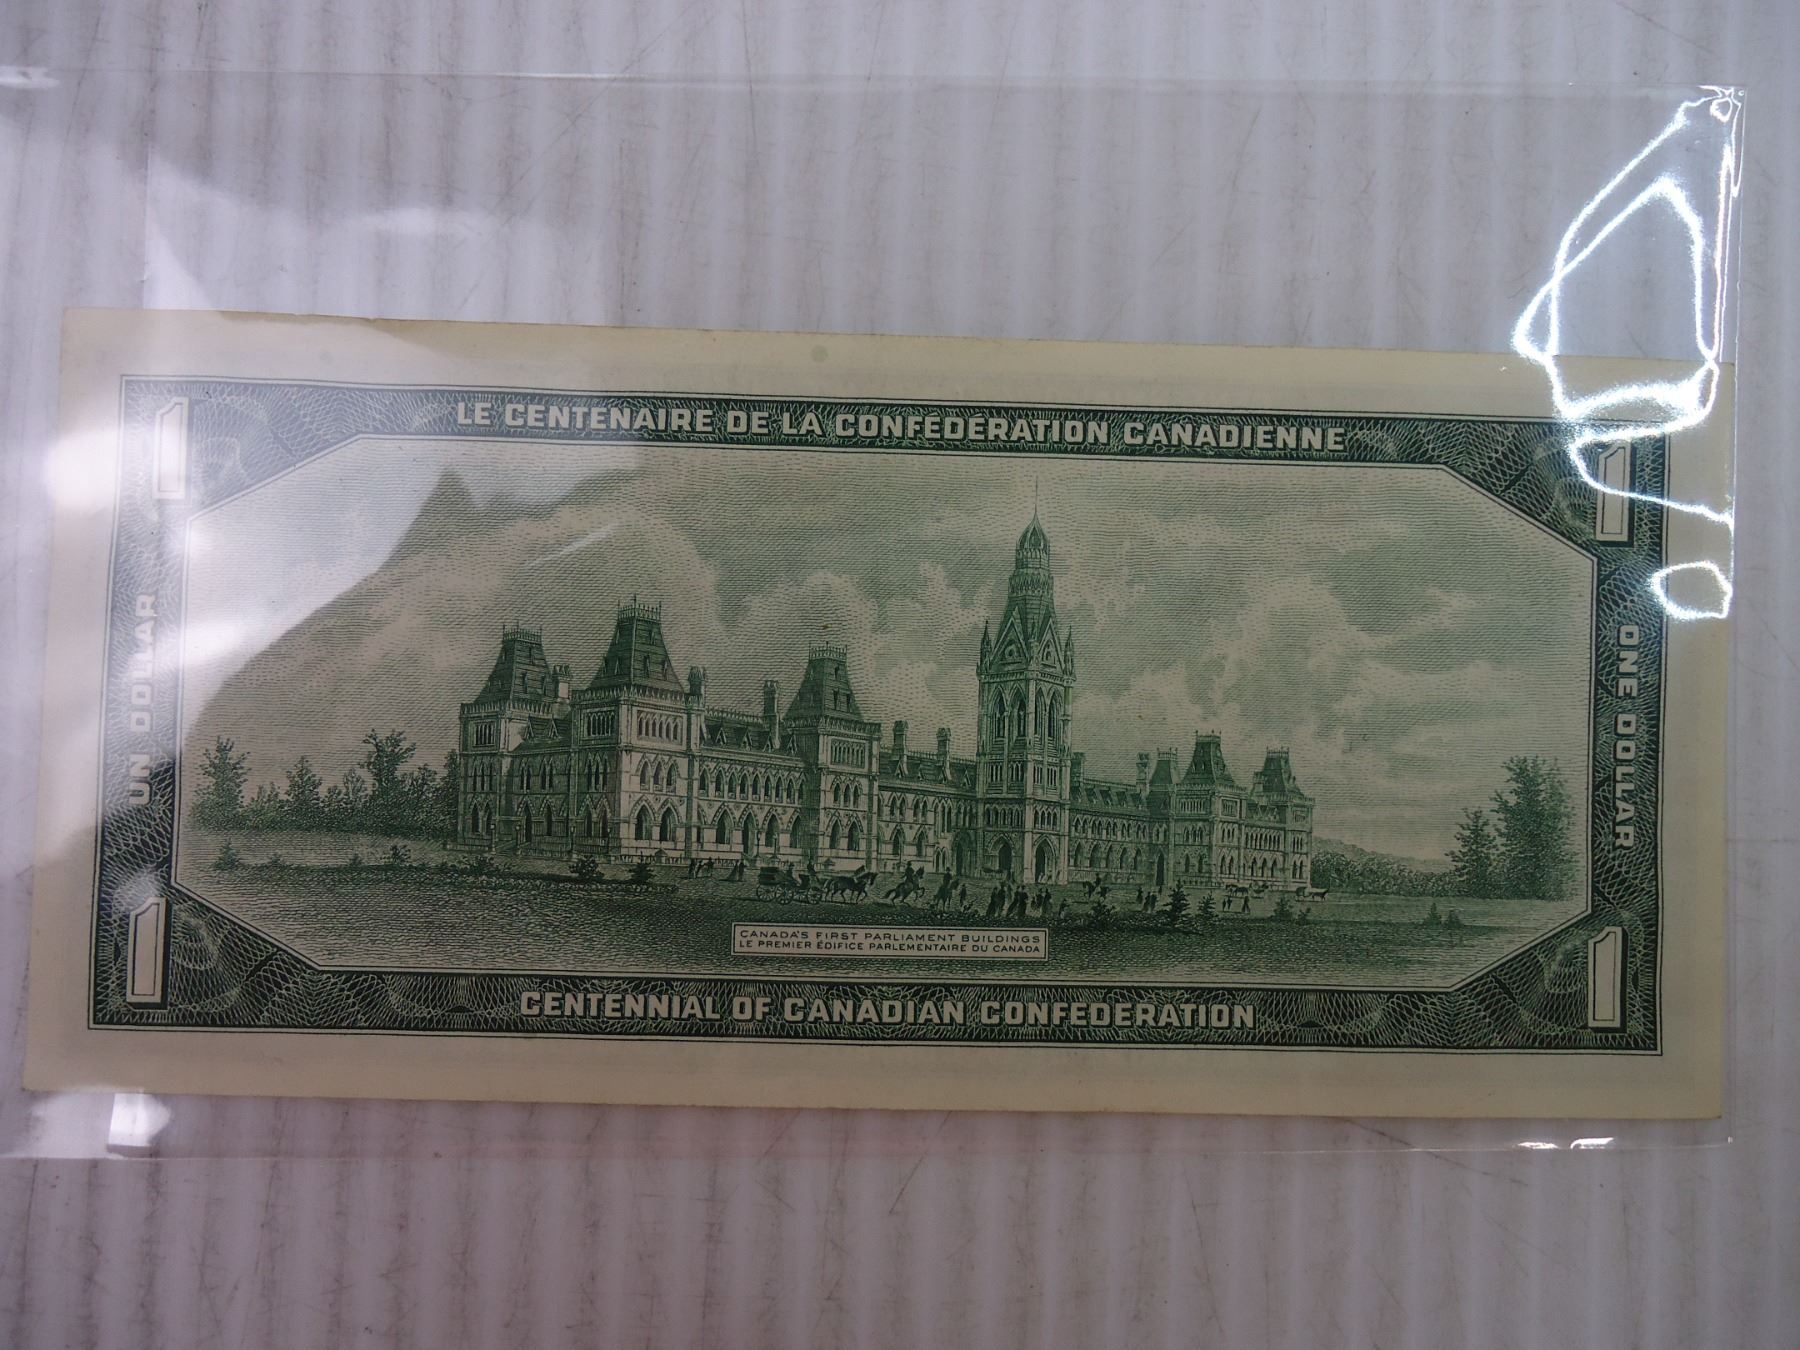 1
LE CENTENAIRE DE LA CONFÉDÉRATION CANADIENNE
1
UN DOLLAR
ONE DOLLAR
CANADA'S FIRST PARLIAMENT BUILDINGS
LE PREMIER ÉDIFICE PARLEMENTAIRE DU CANADA
1
CENTENNIAL OF CANADIAN CONFEDERATION
1